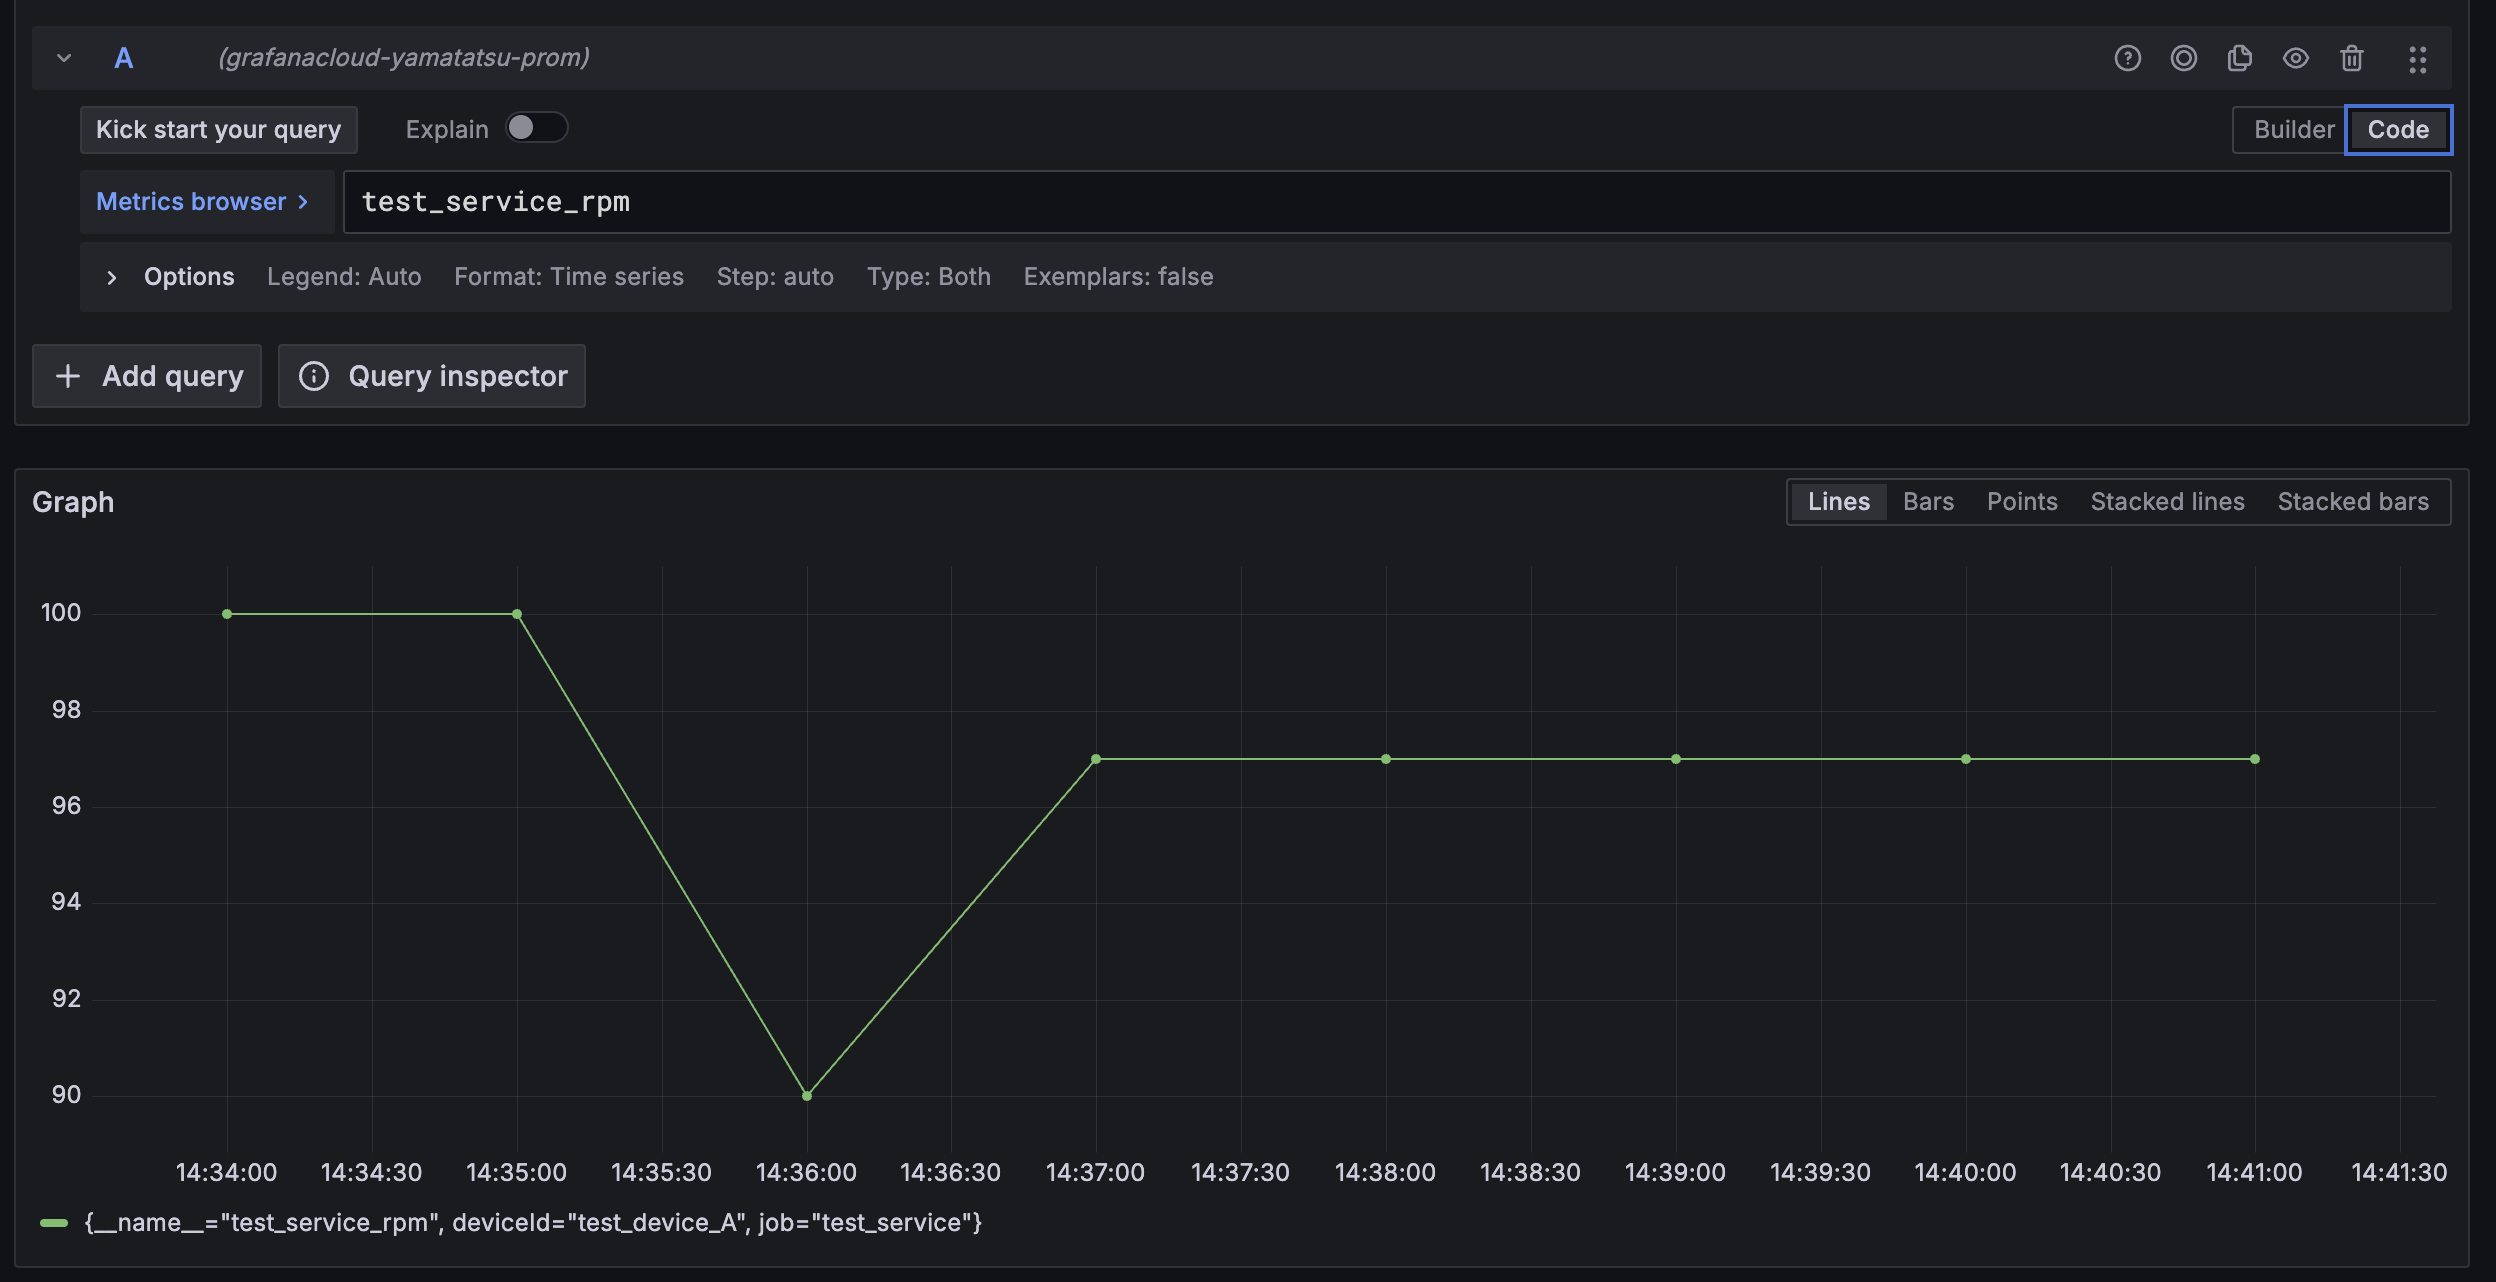 A (grafanacloud-yamatatsu-prom)
Kick start your query Explain Builder Code
Metrics browser > test_service_rpm
Options Legend: Auto Format: Time series Step: auto Type: Both Exemplars: false
+ Add query Query inspector
Graph Lines Bars Points Stacked lines Stacked bars
100
98
96
94
92
90
14:34:00 14:34:30 14:35:00 14:35:30 14:36:00 14:36:30 14:37:00 14:37:30 14:38:00 14:38:30 14:39:00 14:39:30 14:40:00 14:40:30 14:41:00 14:41:30
{__name__="test_service_rpm", deviceId="test_device_A", job="test_service"}